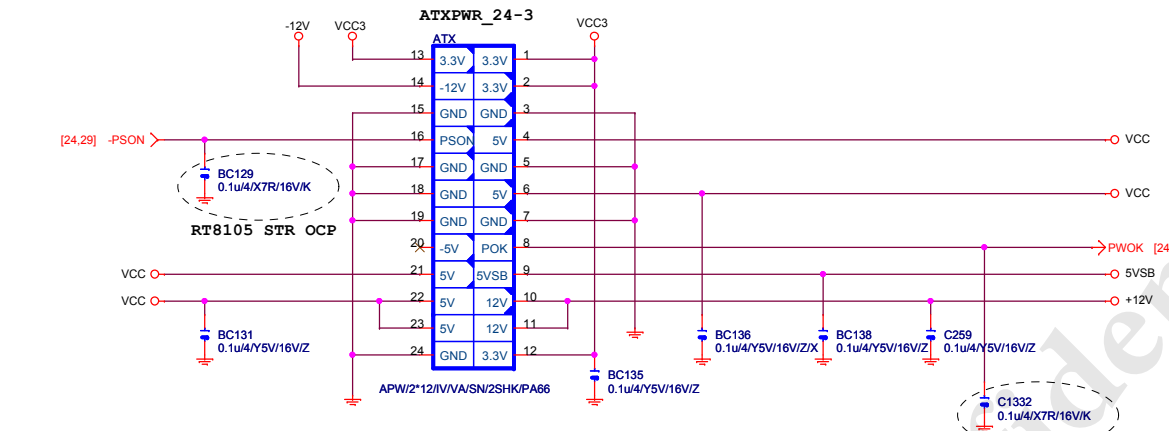 ATXPWR_24-3
-12V VCC3 VCC3
ATX
13 3.3V 3.3V 1
14 -12V 3.3V 2
15 GND GND 3
[24,29] -PSON 16 PSON 5V 4 VCC
17 GND GND 5
BC129
0.1u/4/X7R/16V/K
18 GND 5V 6 VCC
19 GND GND 7
RT8105 STR OCP
20 -5V POK 8 PWOK [24
VCC 21 5V 5VSB 9 5VSB
VCC 22 5V 12V 10 +12V
23 5V 12V 11
BC131
0.1u/4/Y5V/16V/Z
BC136
0.1u/4/Y5V/16V/Z/X
BC138
0.1u/4/Y5V/16V/Z
C259
0.1u/4/Y5V/16V/Z
24 GND 3.3V 12
BC135
0.1u/4/Y5V/16V/Z
APW/2*12/IV/VA/SN/2SHK/PA66
C1332
0.1u/4/X7R/16V/K
fiden